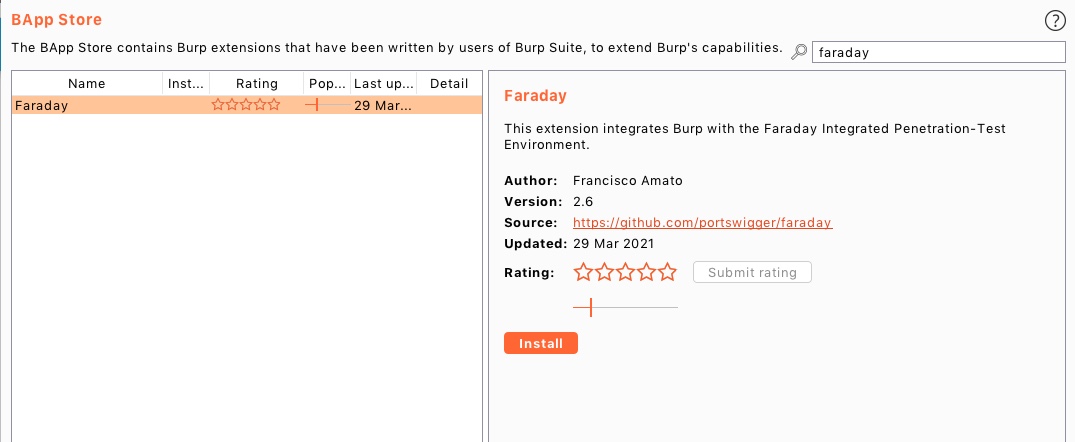 BApp Store
The BApp Store contains Burp extensions that have been written by users of Burp Suite, to extend Burp's capabilities.
faraday
Name Inst... Rating Pop... Last up... Detail
Faraday 29 Mar...
Faraday
This extension integrates Burp with the Faraday Integrated Penetration-Test
Environment.
Author: Francisco Amato
Version: 2.6
Source: https://github.com/portswigger/faraday
Updated: 29 Mar 2021
Rating: Submit rating
Install